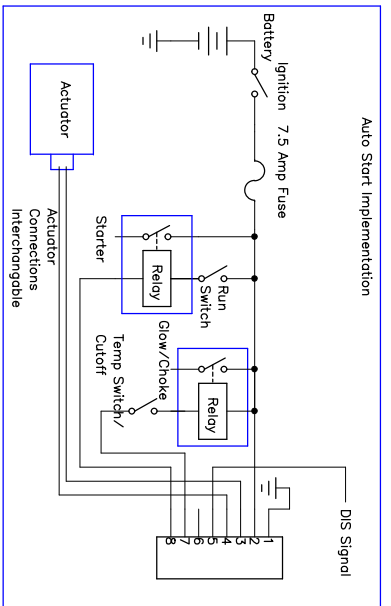 Auto Start Implementation
Battery
Ignition
7.5 Amp Fuse
Run
Switch
Relay
Starter
Relay
Glow/Choke
Temp Switch/
Cutoff
Actuator
Actuator
Connections
Interchangable
DIS Signal
1
2
3
4
5
6
7
8